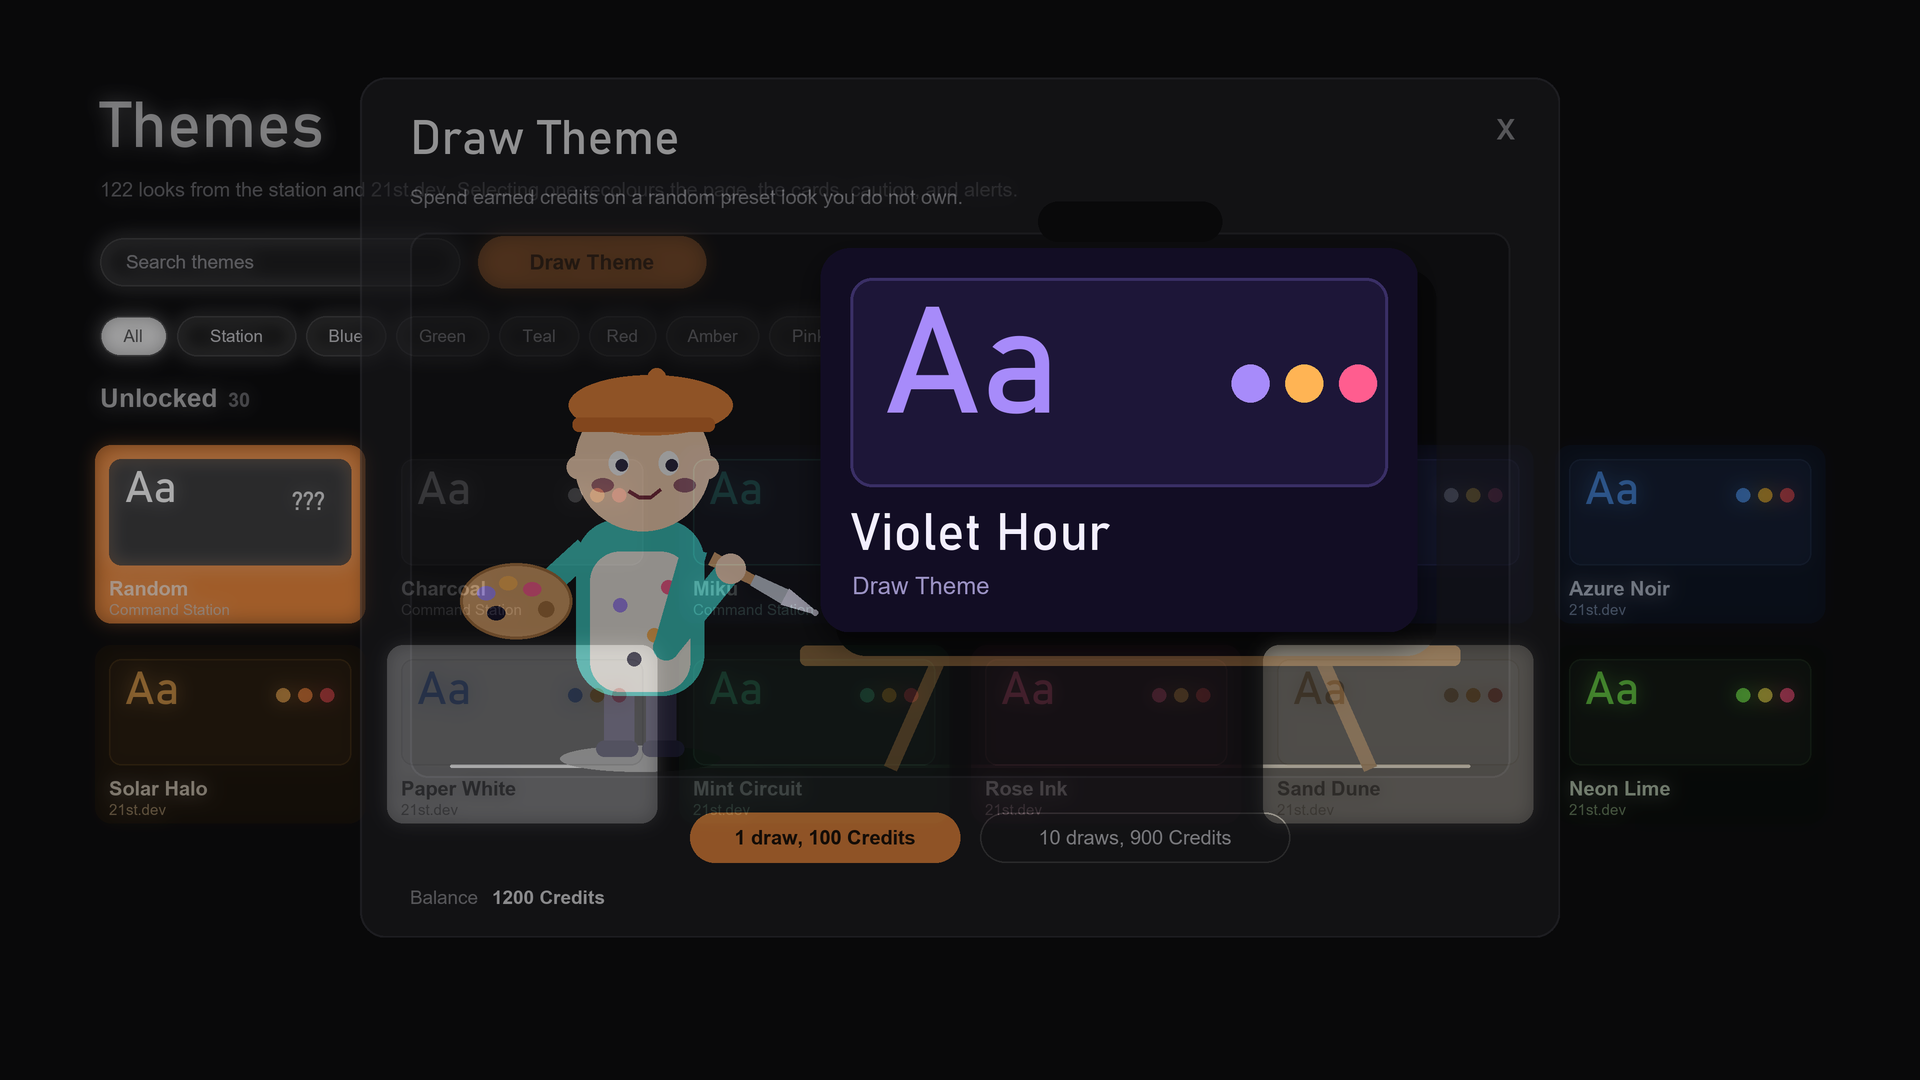 Themes
122 looks from the station and 21st.dev. Selecting one recolours the page, the cards, caution, and alerts.
Search themes
Draw Theme
All
Station
Blue
Green
Teal
Red
Amber
Pink
Unlocked 30
Aa
???
Random
Command Station
Aa
Charcoal
Command Station
Aa
Miku
Command Station
Aa
Azure Noir
21st.dev
Aa
Solar Halo
21st.dev
Aa
Paper White
21st.dev
Aa
Mint Circuit
21st.dev
Aa
Rose Ink
21st.dev
Aa
Sand Dune
21st.dev
Aa
Neon Lime
21st.dev
Draw Theme
X
Spend earned credits on a random preset look you do not own.
Aa
Violet Hour
Draw Theme
1 draw, 100 Credits
10 draws, 900 Credits
Balance 1200 Credits